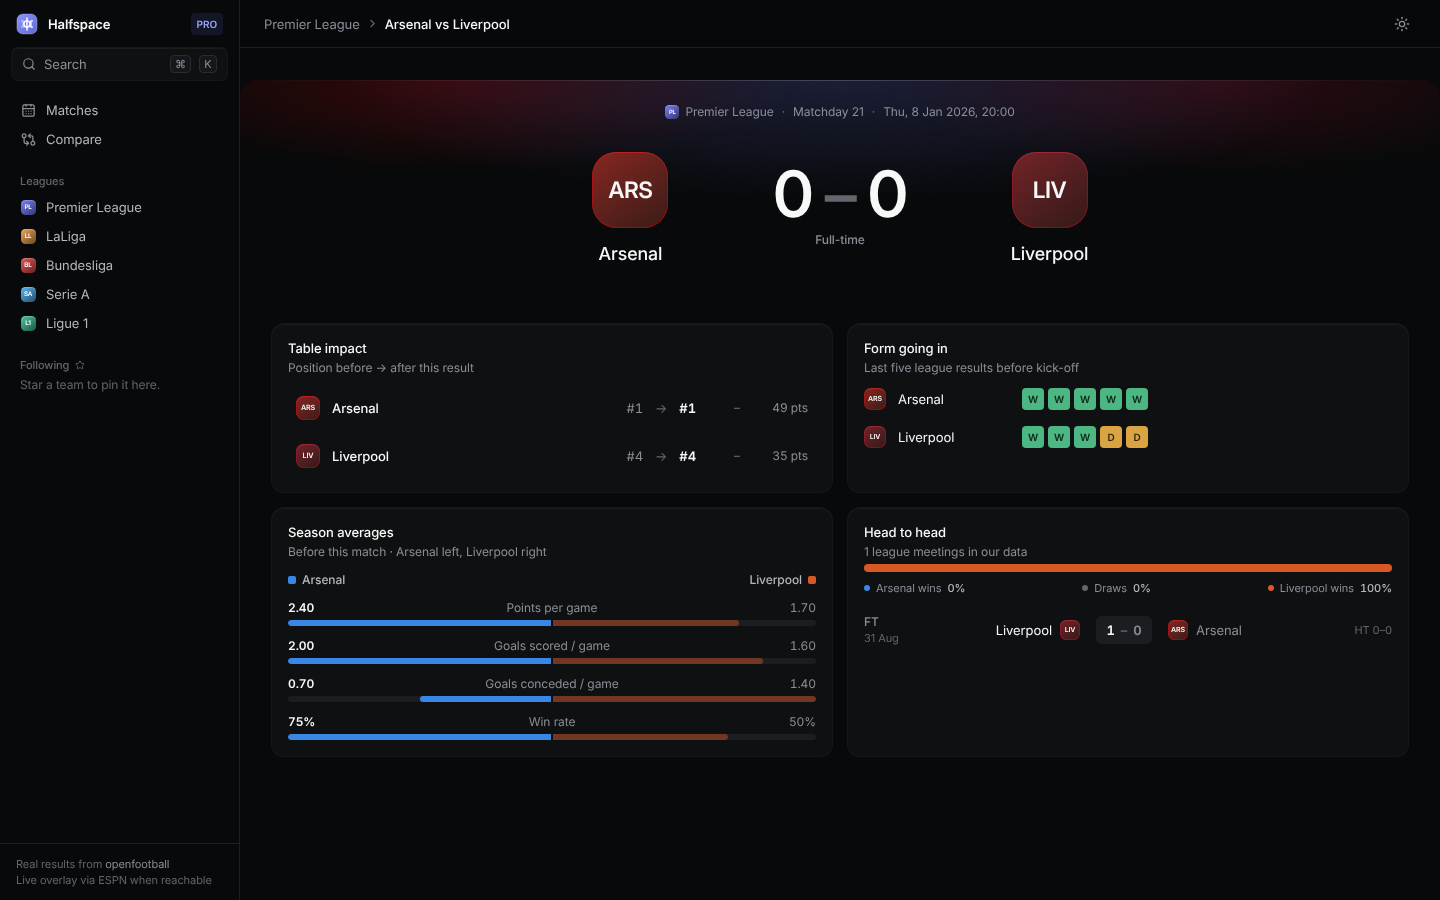 Halfspace PRO
Search ⌘ K
Matches
Compare
Leagues
PL Premier League
LL LaLiga
BL Bundesliga
SA Serie A
L1 Ligue 1
Following
Star a team to pin it here.
Real results from openfootball
Live overlay via ESPN when reachable
Premier League > Arsenal vs Liverpool
PL Premier League · Matchday 21 · Thu, 8 Jan 2026, 20:00
ARS 0–0 LIV
Full-time
Arsenal Liverpool
Table impact
Position before → after this result
ARS Arsenal #1 → #1 – 49 pts
LIV Liverpool #4 → #4 – 35 pts
Form going in
Last five league results before kick-off
ARS Arsenal W W W W W
LIV Liverpool W W W D D
Season averages
Before this match · Arsenal left, Liverpool right
Arsenal Liverpool
2.40 Points per game 1.70
2.00 Goals scored / game 1.60
0.70 Goals conceded / game 1.40
75% Win rate 50%
Head to head
1 league meetings in our data
Arsenal wins 0% Draws 0% Liverpool wins 100%
FT
31 Aug
Liverpool LIV 1 – 0 ARS Arsenal HT 0–0